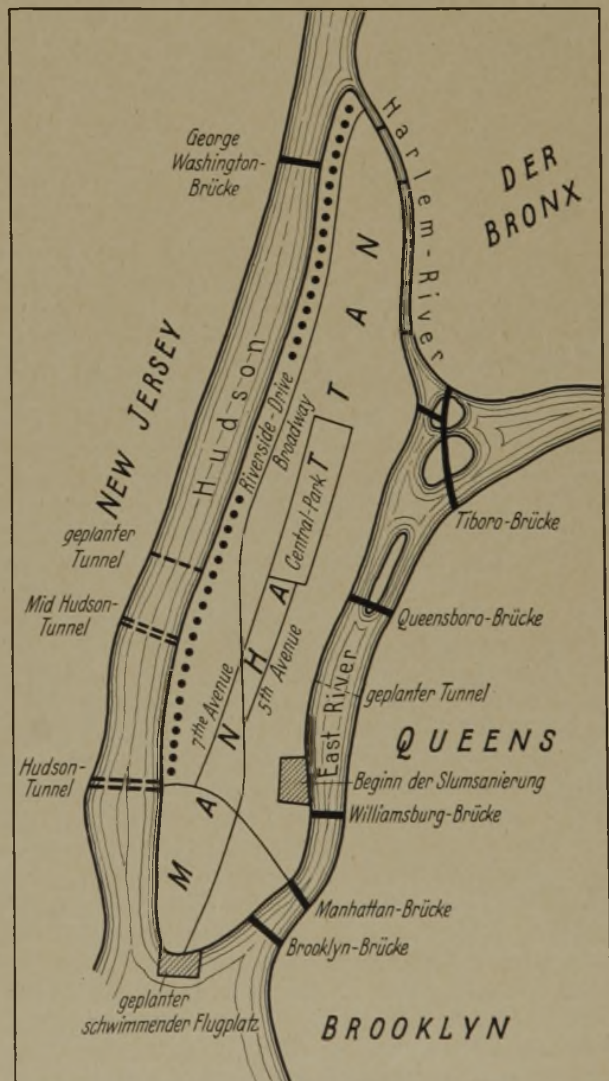 George
Washington-
Brücke
Harlem-River
DER
BRONX
NEW JERSEY
Hudson
Riverside-Drive
Broadway
Central-Park
MANHATTAN
Tiboro-Brücke
geplanter
Tunnel
Mid Hudson-
Tunnel
Queensboro-Brücke
7the Avenue
5th Avenue
East River
geplanter Tunnel
QUEENS
Hudson-
Tunnel
Beginn der Slumsanierung
Williamsburg-Brücke
Manhattan-Brücke
Brooklyn-Brücke
geplanter
schwimmender Flugplatz
BROOKLYN